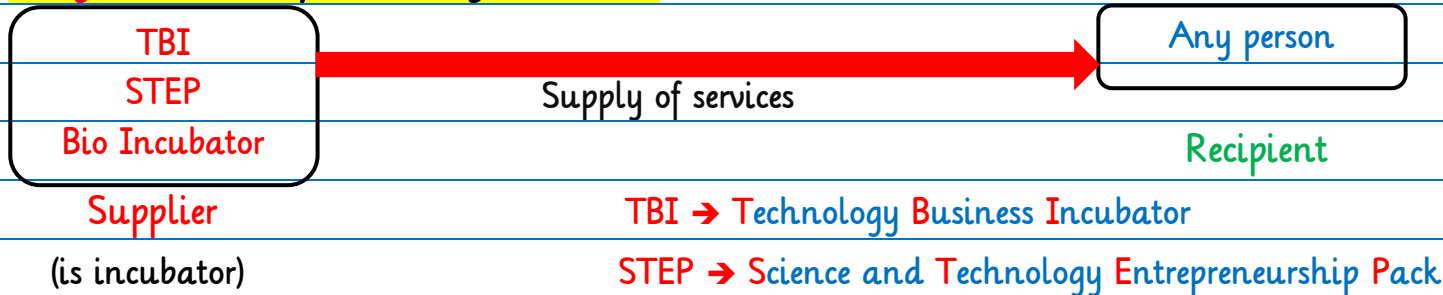 TBI
Any person
STEP
Supply of services
Bio Incubator
Recipient
Supplier
TBI ➔ Technology Business Incubator
(is incubator)
STEP ➔ Science and Technology Entrepreneurship Pack